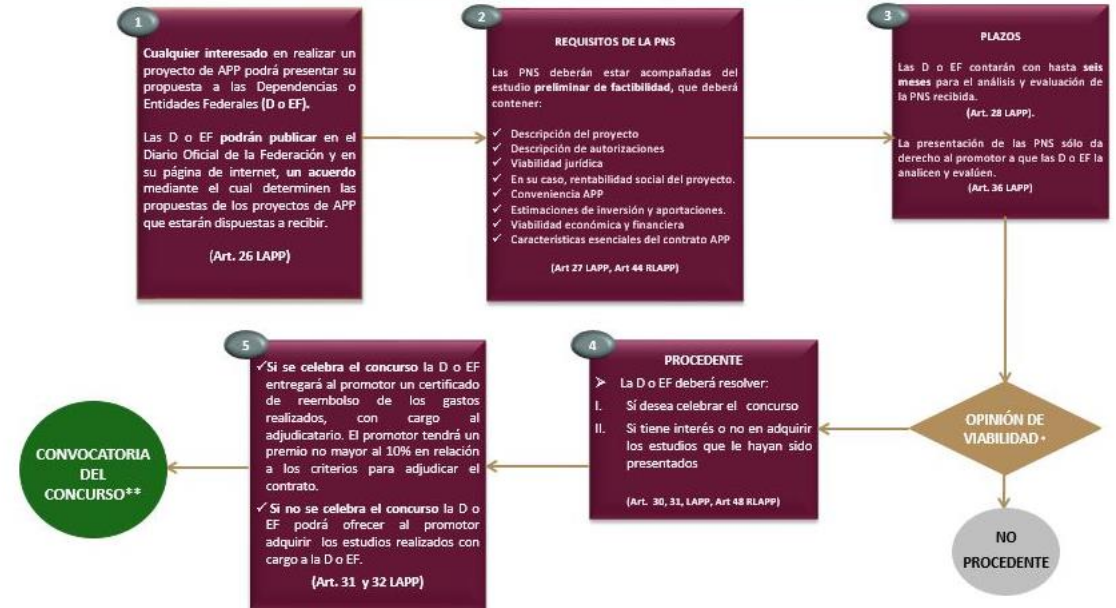 1
Cualquier interesado en realizar un
proyecto de APP podrá presentar su
propuesta a las Dependencias o
Entidades Federales (D o EF).
Las D o EF podrán publicar en el
Diario Oficial de la Federación y en
su página de internet, un acuerdo
mediante el cual determinen las
propuestas de los proyectos de APP
que estarán dispuestas a recibir.
(Art. 26 LAPP)
2
REQUISITOS DE LA PNS
Las PNS deberán estar acompañadas del
estudio preliminar de factibilidad, que deberá
contener:
✓ Descripción del proyecto
✓ Descripción de autorizaciones
✓ Viabilidad jurídica
✓ En su caso, rentabilidad social del proyecto.
✓ Conveniencia APP
✓ Estimaciones de inversión y aportaciones.
✓ Viabilidad económica y financiera
✓ Características esenciales del contrato APP
(Art 27 LAPP, Art 44 RLAPP)
3
PLAZOS
Las D o EF contarán con hasta seis
meses para el análisis y evaluación de
la PNS recibida.
(Art. 28 LAPP).
La presentación de las PNS sólo da
derecho al promotor a que las D o EF la
analicen y evalúen.
(Art. 36 LAPP)
OPINIÓN DE
VIABILIDAD*
NO
PROCEDENTE
4
PROCEDENTE
➢ La D o EF deberá resolver:
I. Sí desea celebrar el concurso
II. Si tiene interés o no en adquirir
los estudios que le hayan sido
presentados
(Art. 30, 31, LAPP, Art 48 RLAPP)
5
✓Si se celebra el concurso la D o EF
entregará al promotor un certificado
de reembolso de los gastos
realizados, con cargo al
adjudicatario. El promotor tendrá un
premio no mayor al 10% en relación
a los criterios para adjudicar el
contrato.
✓ Si no se celebra el concurso la D o
EF podrá ofrecer al promotor
adquirir los estudios realizados con
cargo a la D o EF.
(Art. 31 y 32 LAPP)
CONVOCATORIA
DEL
CONCURSO**